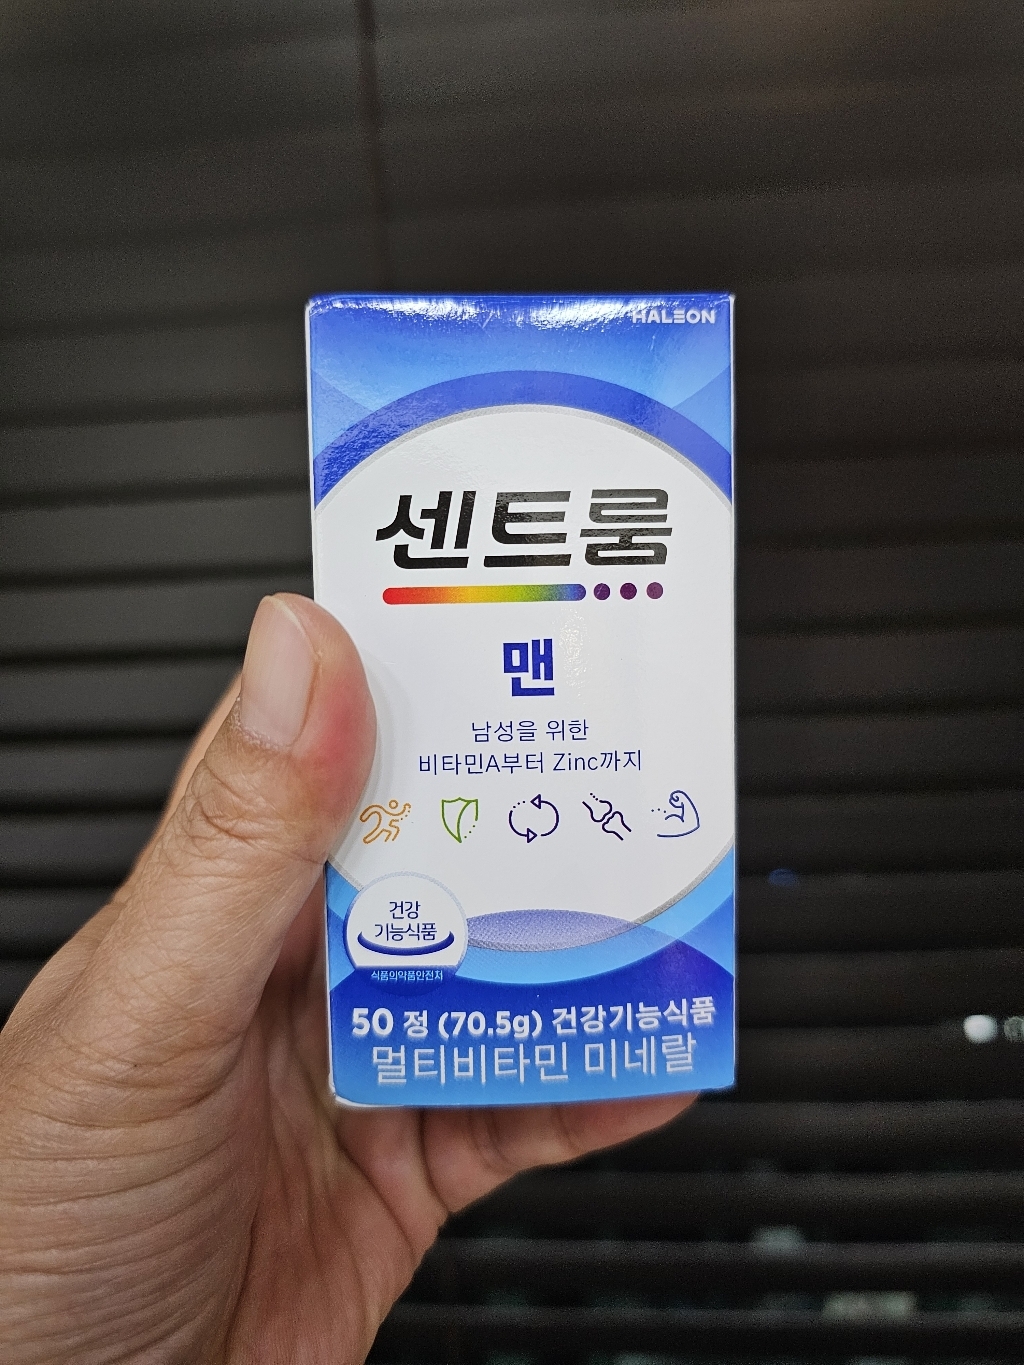 HALEON
센트룸
맨
남성을 위한
비타민A부터 Zinc까지
건강
기능식품
식품의약품안전처
50 정 (70.5g) 건강기능식품
멀티비타민 미네랄